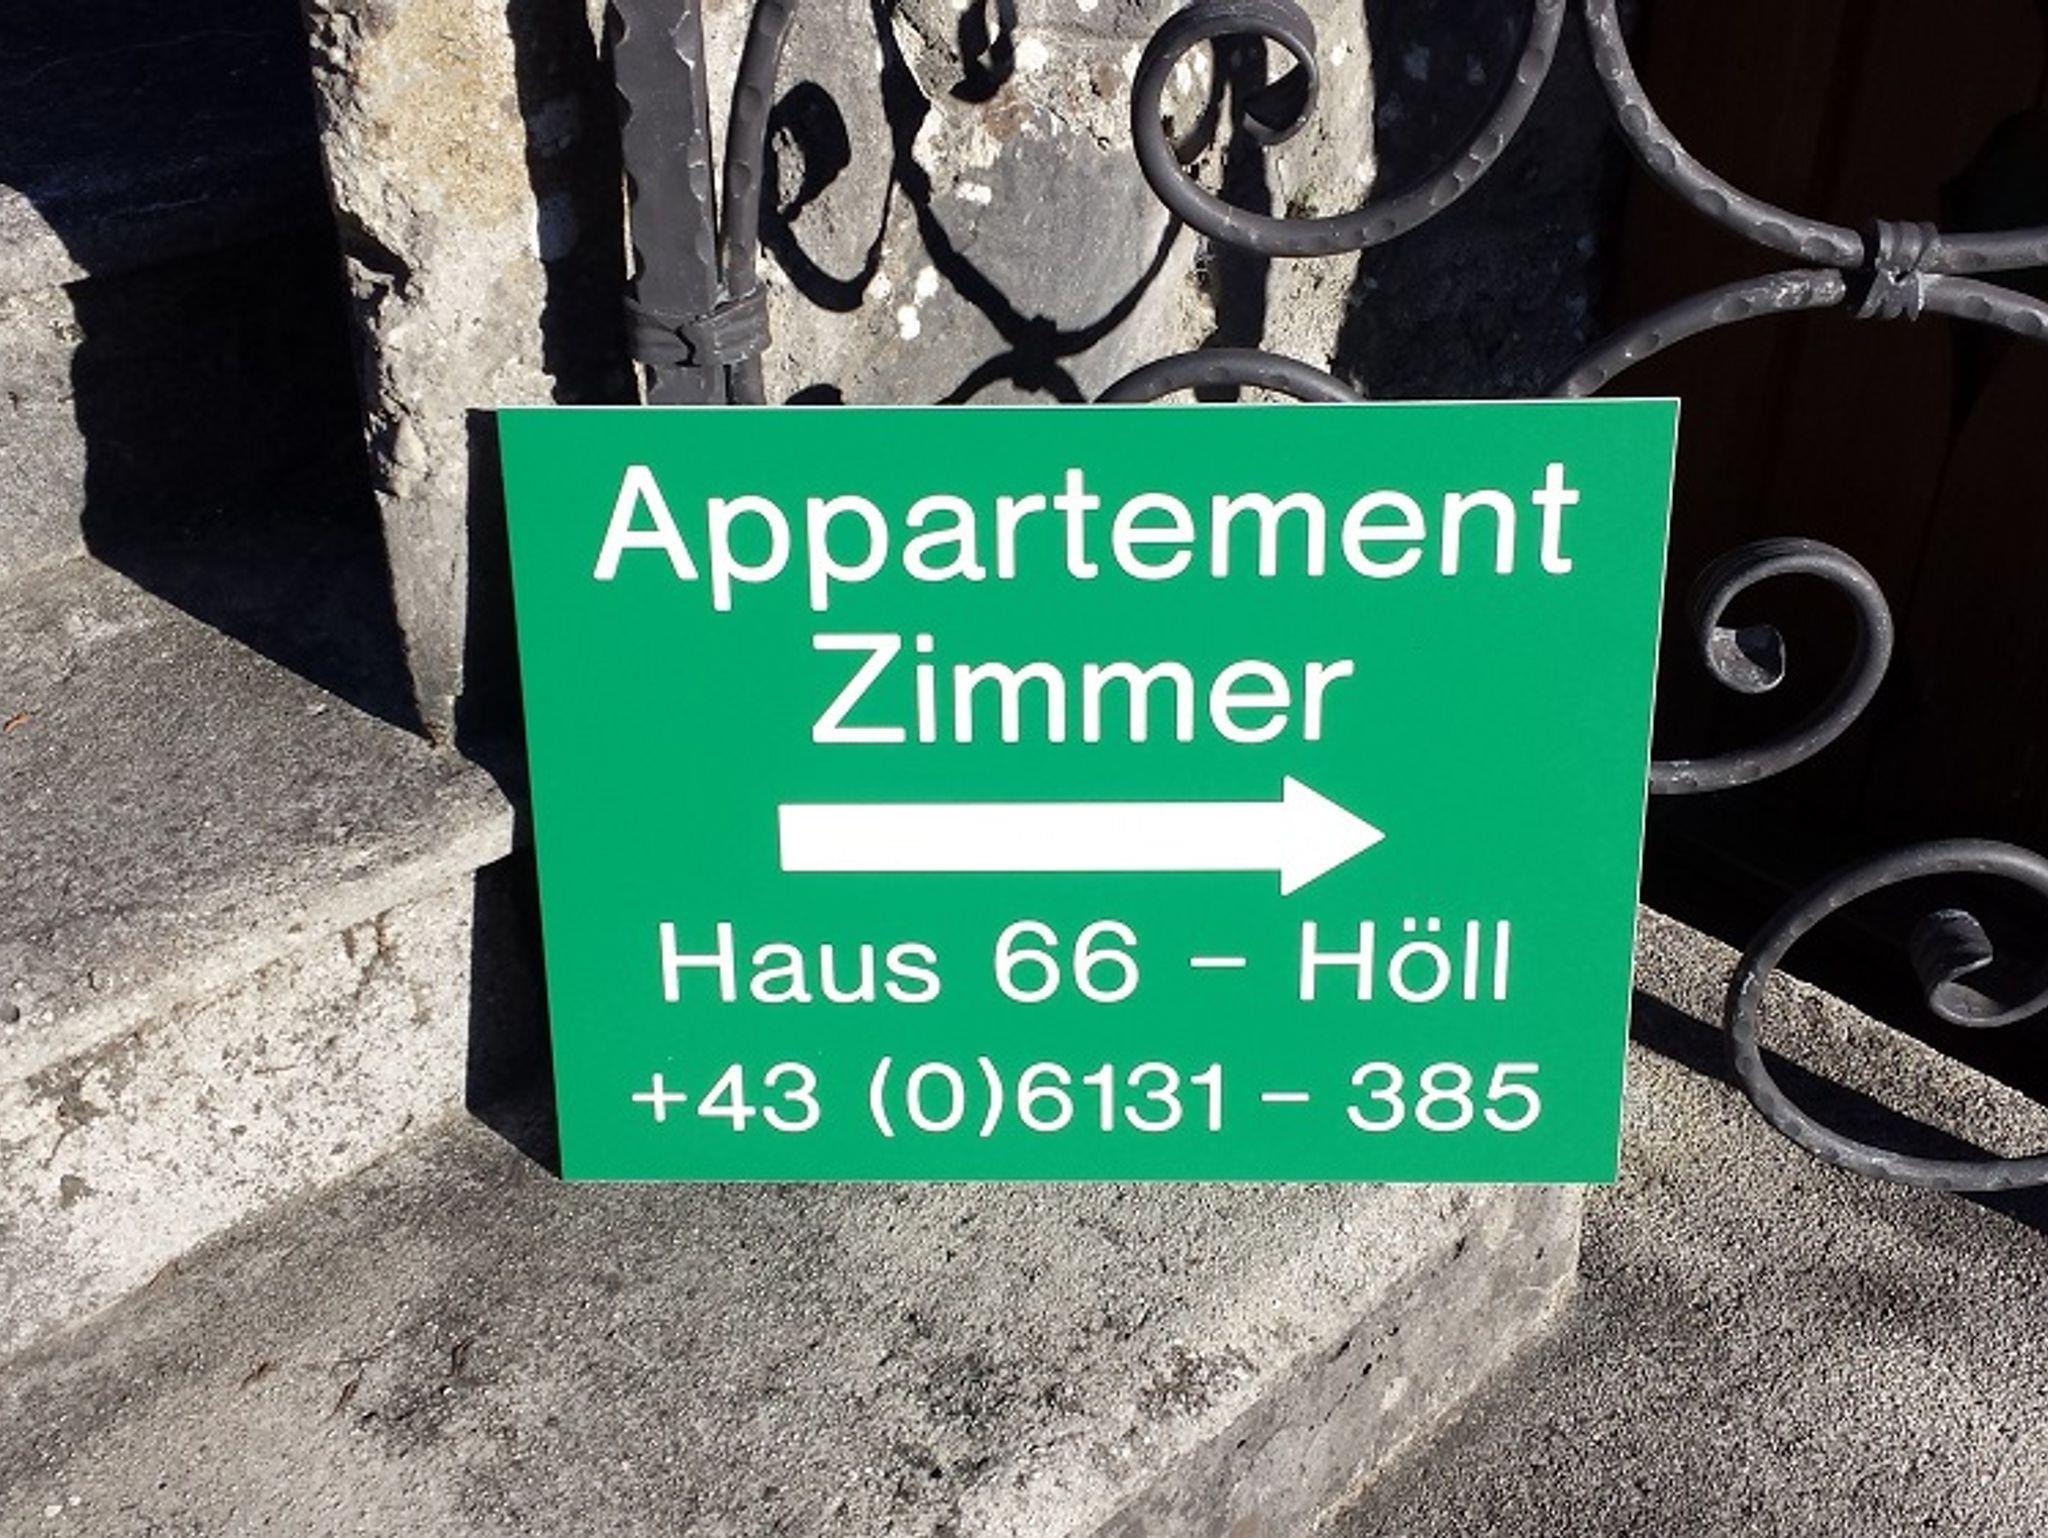 Appartement
Zimmer
Haus 66 – Höll
+43 (0)6131 – 385